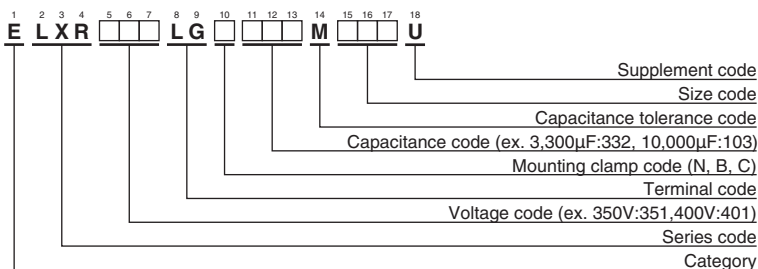 1 2 3 4 5 6 7 8 9 10 11 12 13 14 15 16 17 18
E L X R □ □ □ L G □ □ □ □ M □ □ □ U
Supplement code
Size code
Capacitance tolerance code
Capacitance code (ex. 3,300μF:332, 10,000μF:103)
Mounting clamp code (N, B, C)
Terminal code
Voltage code (ex. 350V:351,400V:401)
Series code
Category